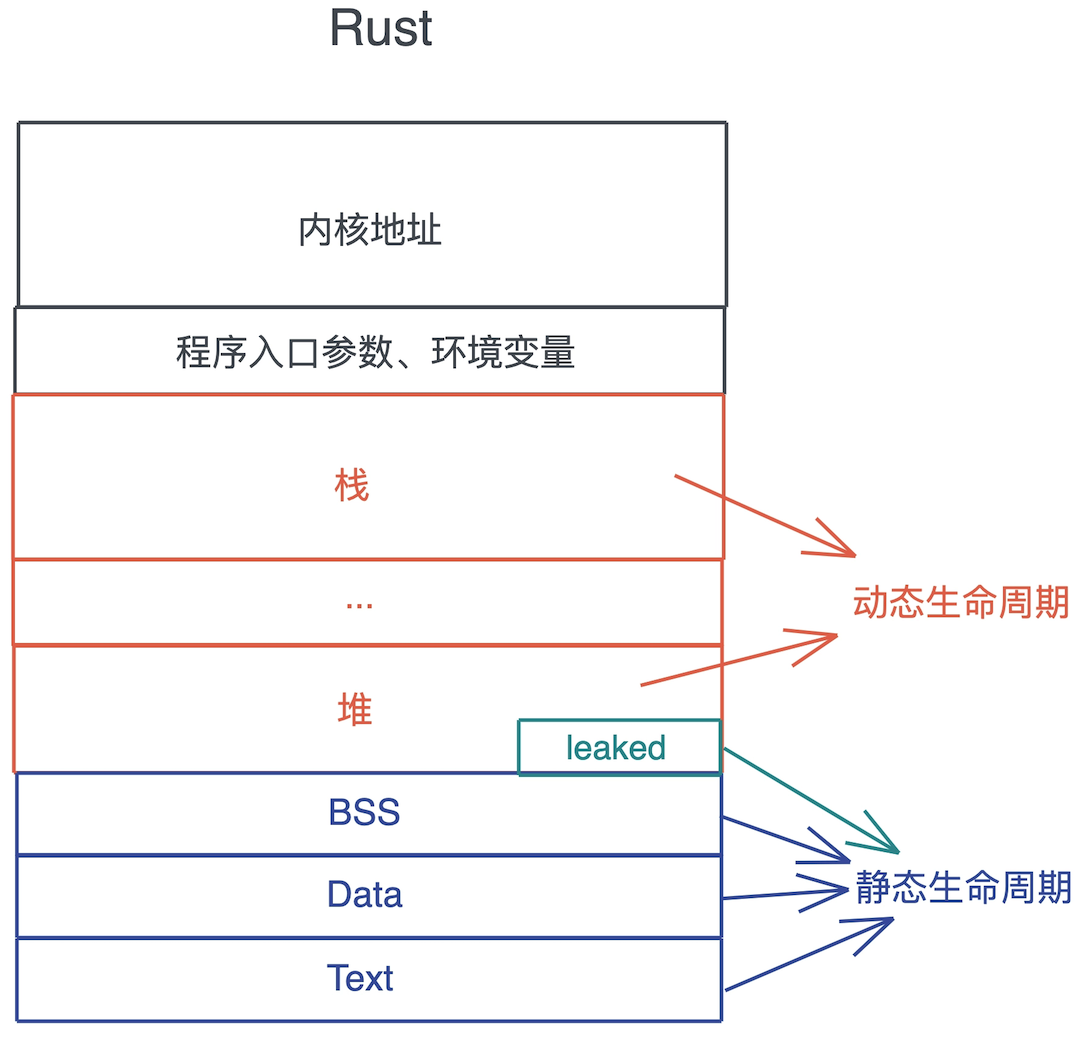 Rust
内核地址
程序入口参数、环境变量
栈
...
动态生命周期
堆
leaked
BSS
静态生命周期
Data
Text